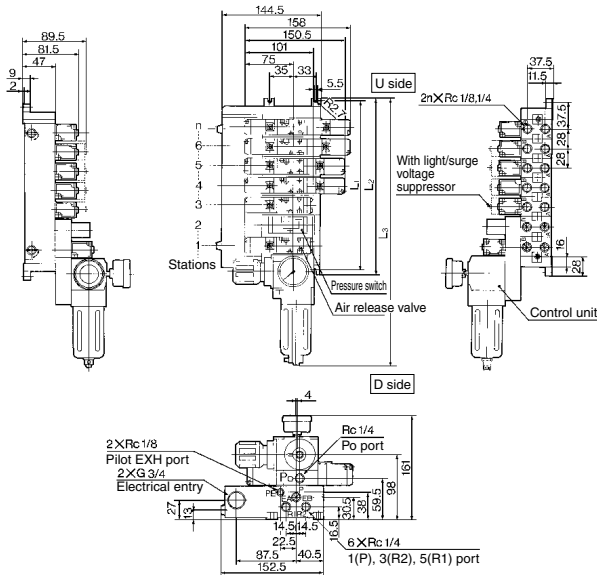 144.5
158
150.5
101
75
35
33
5.5
(R2.7)
89.5
81.5
47
9
2
U side
37.5
11.5
2n×Rc 1/8,1/4
37.5
28
28
With light/surge
voltage
suppressor
n
6
5
4
3
2
1
Stations
L1
L2
L3
16
28
Pressure switch
Air release valve
Control unit
D side
4
2×Rc 1/8
Pilot EXH port
2×G 3/4
Electrical entry
Rc 1/4
Po port
27
13
14.5
14.5
22.5
87.5
40.5
152.5
16.5
30.5
38
59.5
98
161
6×Rc 1/4
1(P), 3(R2), 5(R1) port